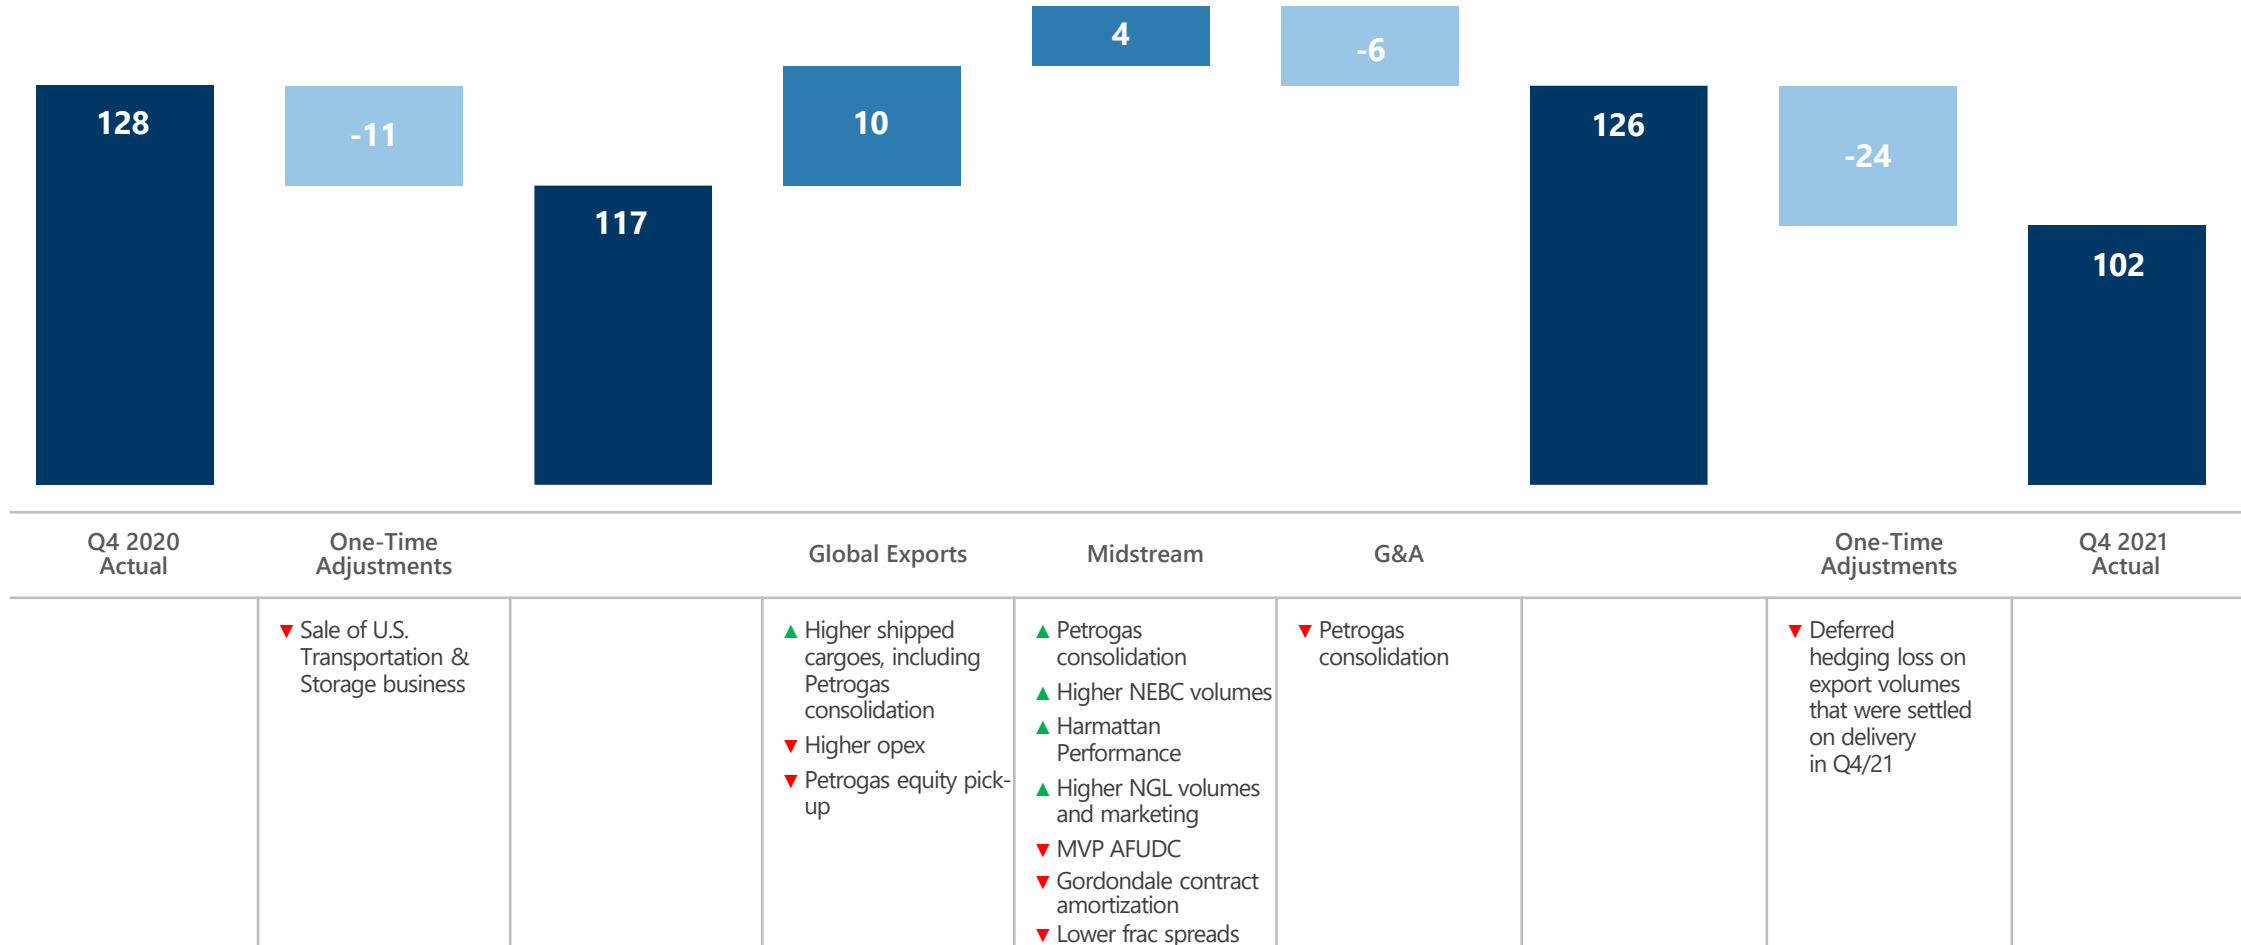 128
-11
117
10
4
-6
126
-24
102
Q4 2020
Actual
One-Time
Adjustments
Global Exports
Midstream
G&A
One-Time
Adjustments
Q4 2021
Actual
▼ Sale of U.S.
Transportation &
Storage business
▲ Higher shipped
cargoes, including
Petrogas
consolidation
▼ Higher opex
▼ Petrogas equity pick-
up
▲ Petrogas
consolidation
▲ Higher NEBC volumes
▲ Harmattan
Performance
▲ Higher NGL volumes
and marketing
▼ MVP AFUDC
▼ Gordondale contract
amortization
▼ Lower frac spreads
▼ Petrogas
consolidation
▼ Deferred
hedging loss on
export volumes
that were settled
on delivery
in Q4/21